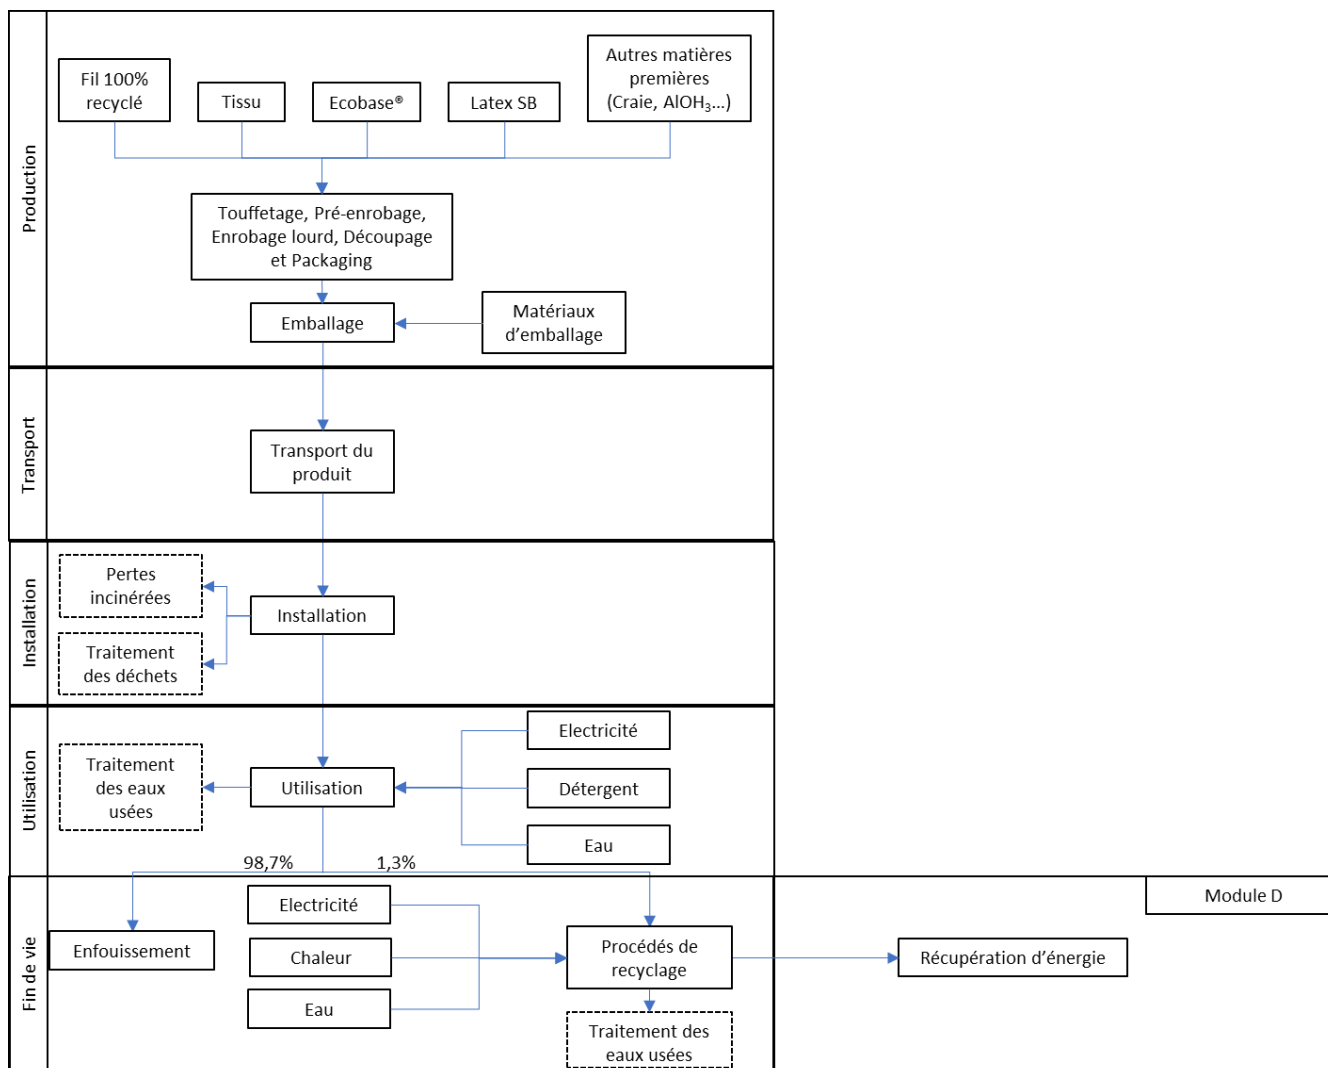 Production
Fil 100%
recyclé
Tissu
Ecobase®
Latex SB
Autres matières
premières
(Craie, AlOH₃…)
Touffetage, Pré-enrobage,
Enrobage lourd, Découpage
et Packaging
Emballage
Matériaux
d’emballage
Transport
Transport du
produit
Installation
Pertes
incinérées
Installation
Traitement
des déchets
Utilisation
Electricité
Traitement
des eaux
usées
Utilisation
Détergent
Eau
98,7%
1,3%
Fin de vie
Module D
Electricité
Enfouissement
Chaleur
Procédés de
recyclage
Récupération d’énergie
Eau
Traitement des
eaux usées